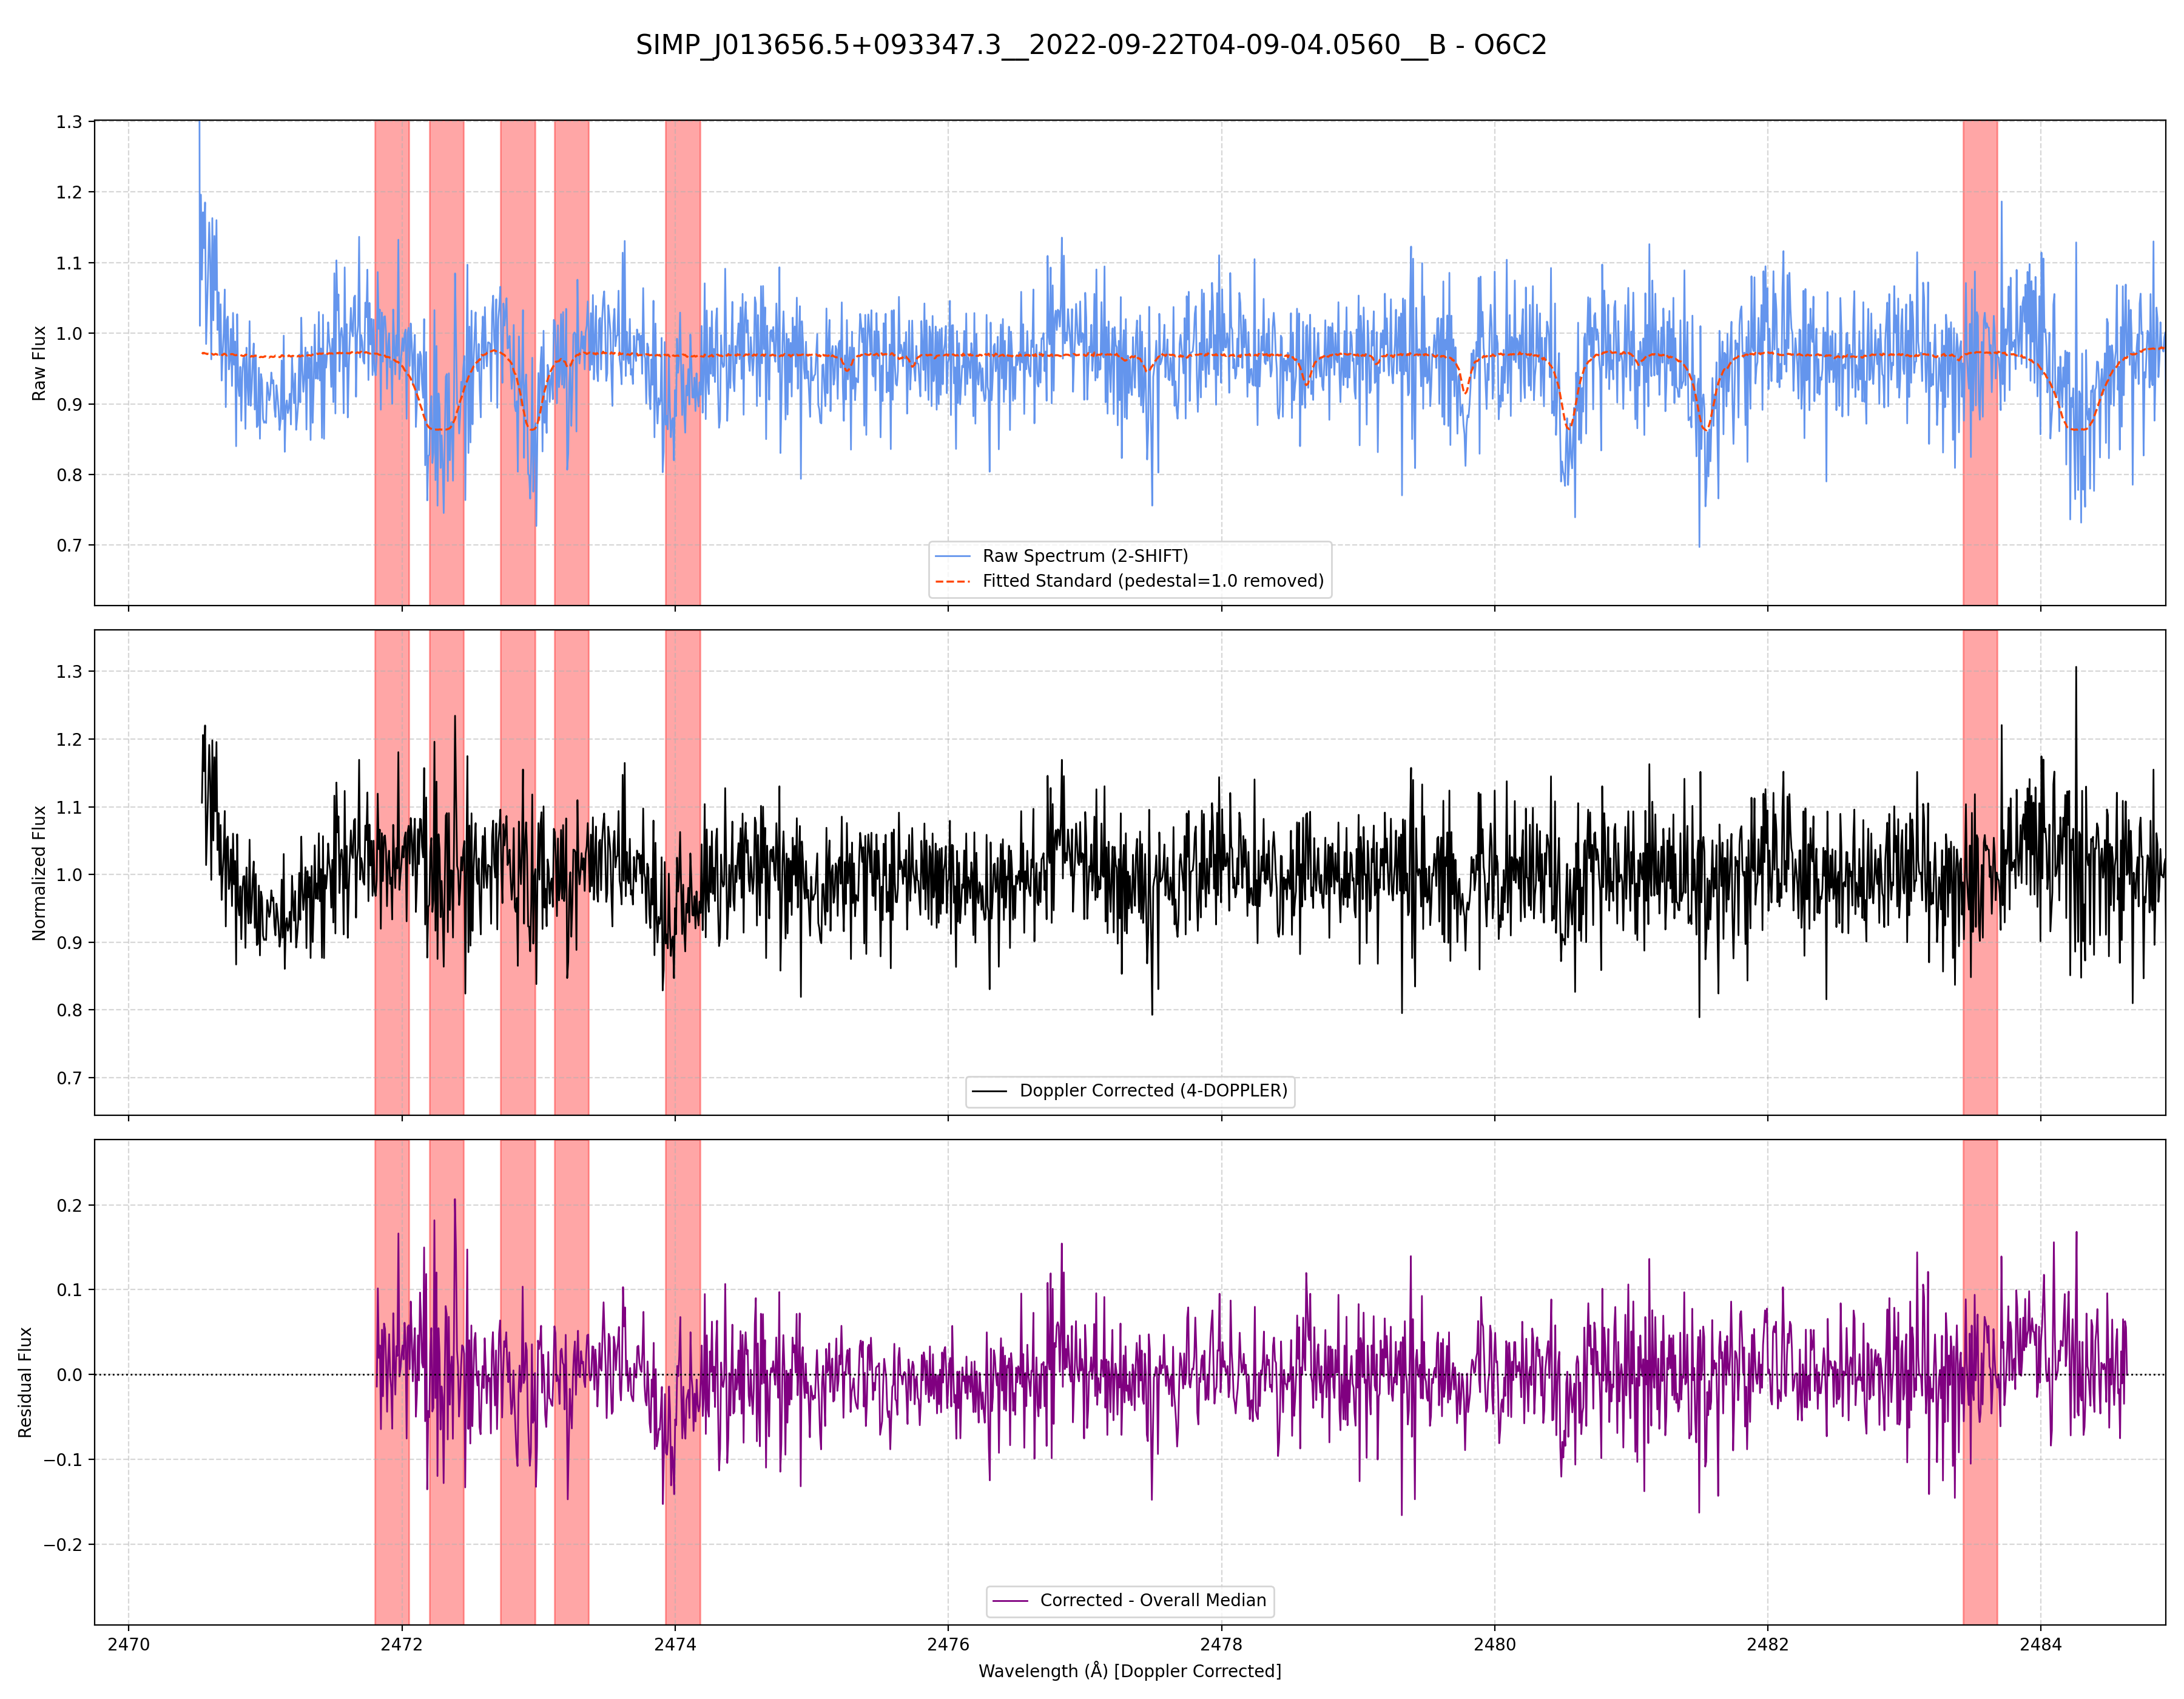 SIMP_J013656.5+093347.3__2022-09-22T04-09-04.0560__B - O6C2
1.3
1.2
1.1
1.0
0.9
0.8
0.7
Raw Flux
Raw Spectrum (2-SHIFT)
Fitted Standard (pedestal=1.0 removed)
1.3
1.2
1.1
1.0
0.9
0.8
0.7
Normalized Flux
Doppler Corrected (4-DOPPLER)
0.2
0.1
0.0
−0.1
−0.2
Residual Flux
Corrected - Overall Median
2470 2472 2474 2476 2478 2480 2482 2484
Wavelength (Å) [Doppler Corrected]